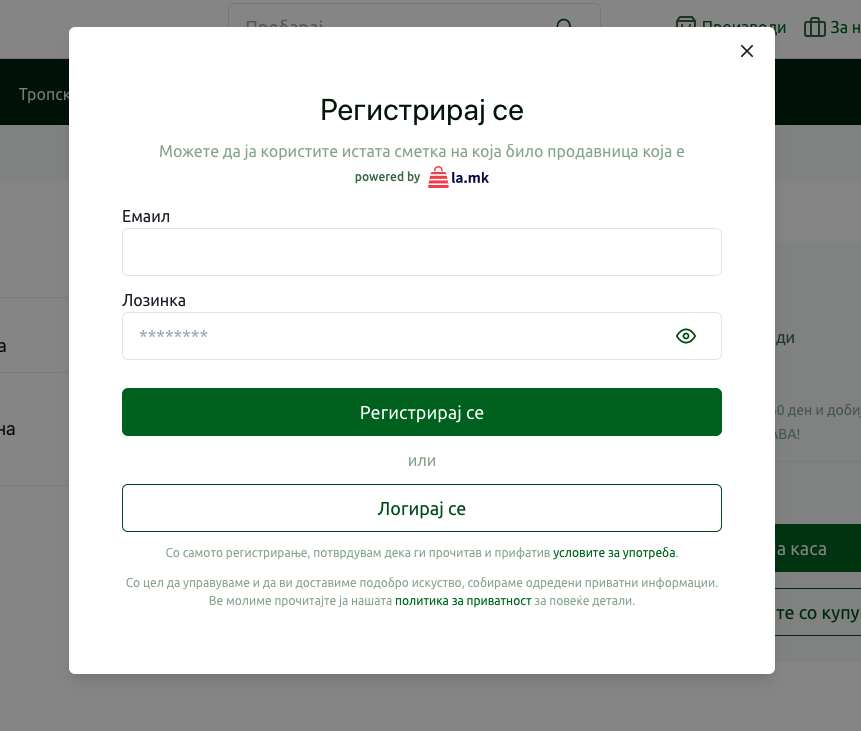 Пребарај
Производи
За н
Тропск
Регистрирај се
Можете да ја користите истата сметка на која било продавница која е
powered by la.mk
Емаил
Лозинка
********
Регистрирај се
или
Логирај се
Со самото регистрирање, потврдувам дека ги прочитав и прифатив условите за употреба.
Со цел да управуваме и да ви доставиме подобро искуство, собираме одредени приватни информации.
Ве молиме прочитајте ја нашата политика за приватност за повеќе детали.
а
на
ди
0 ден и добиј
АВА!
а каса
те со купу